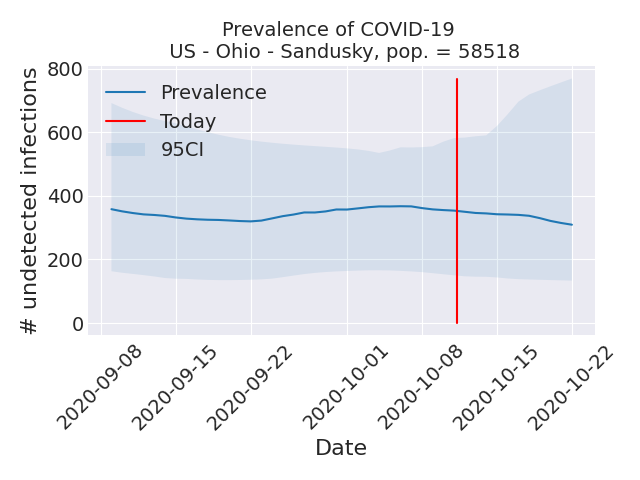 Prevalence of COVID-19
US - Ohio - Sandusky, pop. = 58518
# undetected infections
800
600
400
200
0
Prevalence
Today
95CI
2020-09-08
2020-09-15
2020-09-22
2020-10-01
2020-10-08
2020-10-15
2020-10-22
Date